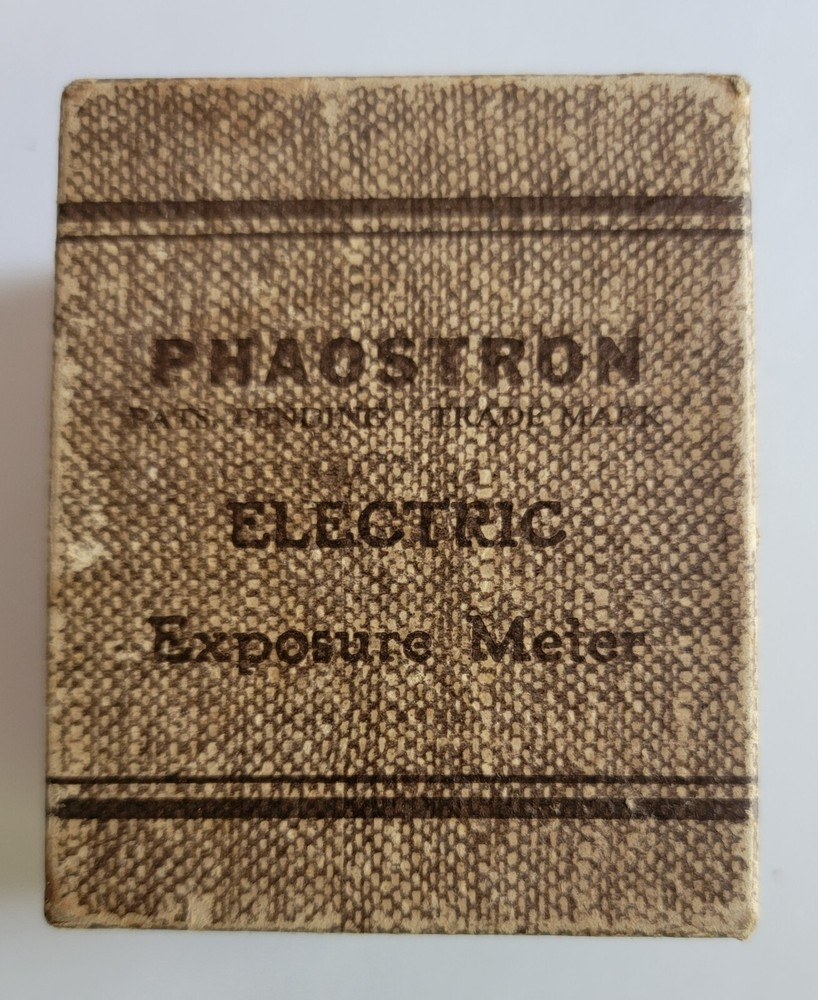 PHAOSTRON
PATS. PENDING TRADE MARK
ELECTRIC
Exposure Meter